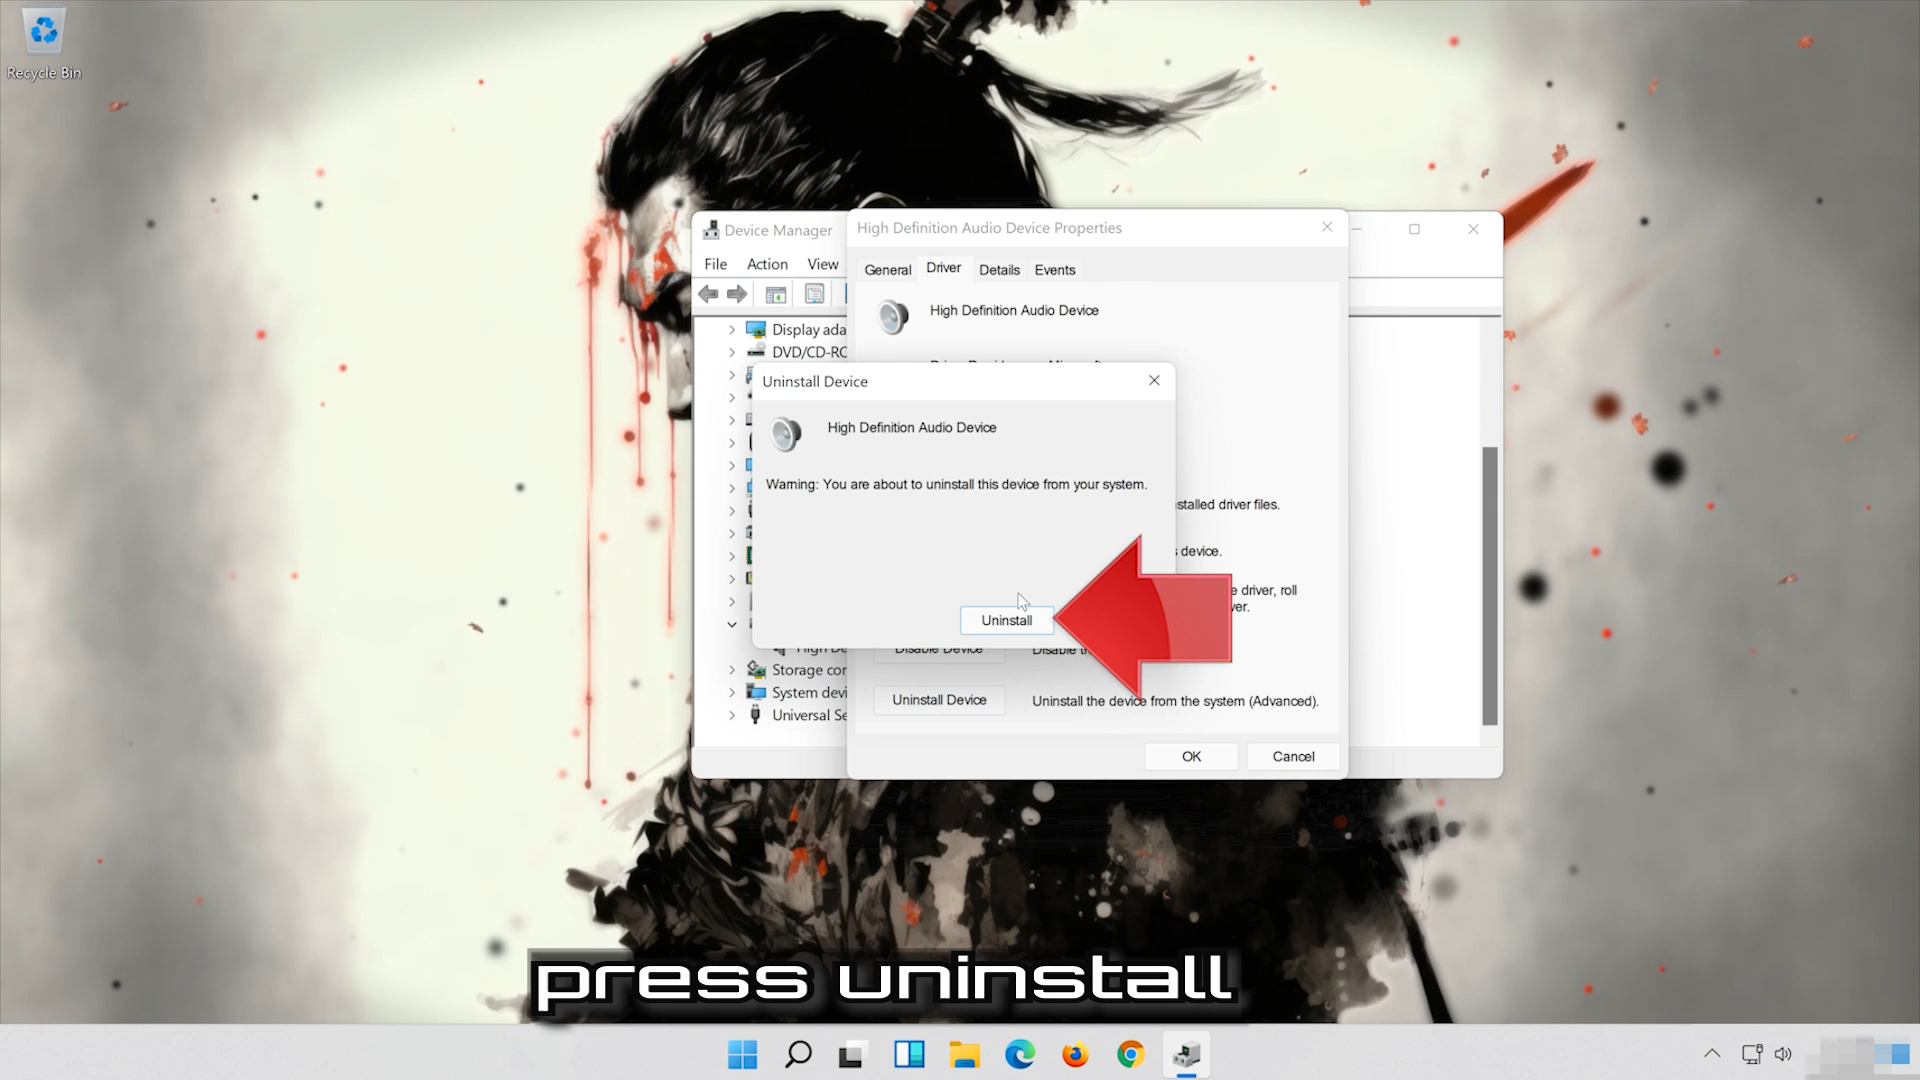 Recycle Bin
Device Manager
High Definition Audio Device Properties
File Action View
General Driver Details Events
High Definition Audio Device
Display ada
DVD/CD-RO
Uninstall Device
High Definition Audio Device
Warning: You are about to uninstall this device from your system.
stalled driver files.
s device.
e driver, roll
ver.
Uninstall
Disable Device
Disable th
Storage con
System devi
Universal Se
Uninstall Device
Uninstall the device from the system (Advanced).
OK
Cancel
press uninstall